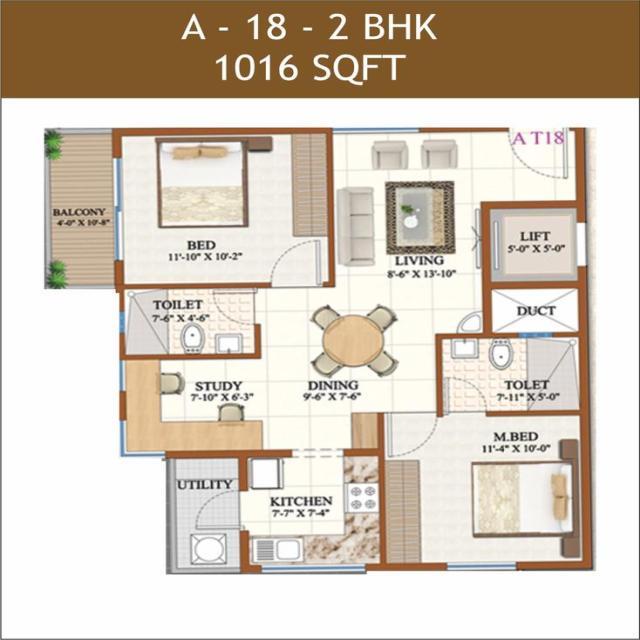 A - 18 - 2 BHK
1016 SQFT
A T18
BALCONY
4'-0" X 10'-8"
BED
11'-10" X 10'-2"
LIVING
8'-6" X 13'-10"
LIFT
5'-0" X 5'-0"
DUCT
TOILET
7'-6" X 4'-6"
STUDY
7'-10" X 6'-3"
DINING
9'-6" X 7'-6"
TOLET
7'-11" X 5'-0"
M.BED
11'-4" X 10'-0"
UTILITY
KITCHEN
7'-7" X 7'-4"